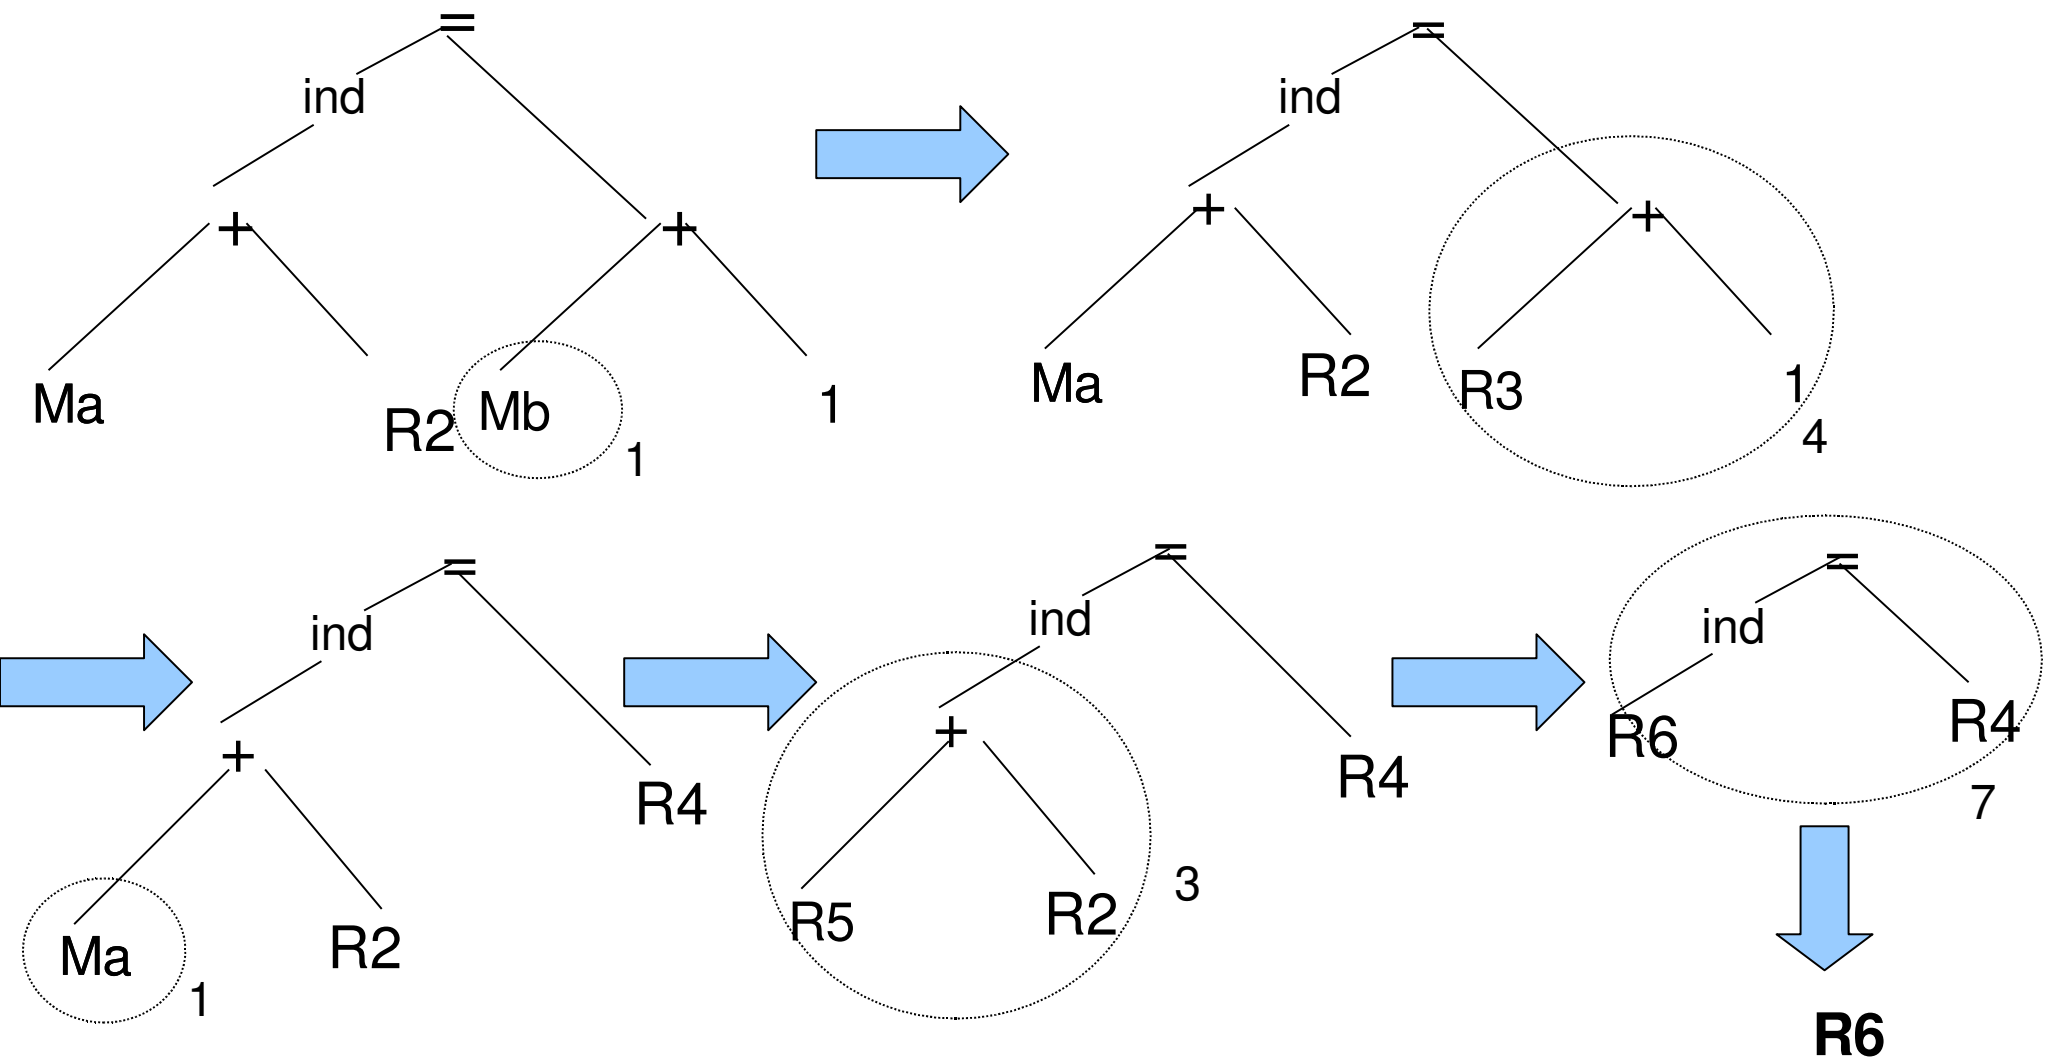 =
ind
+ +
Ma R2 Mb 1
1
=
ind
+ +
Ma R2 R3 1
4
=
ind
+
R4
Ma R2
1
=
ind
+
R4
R5 R2
3
=
ind
R6 R4
7
R6